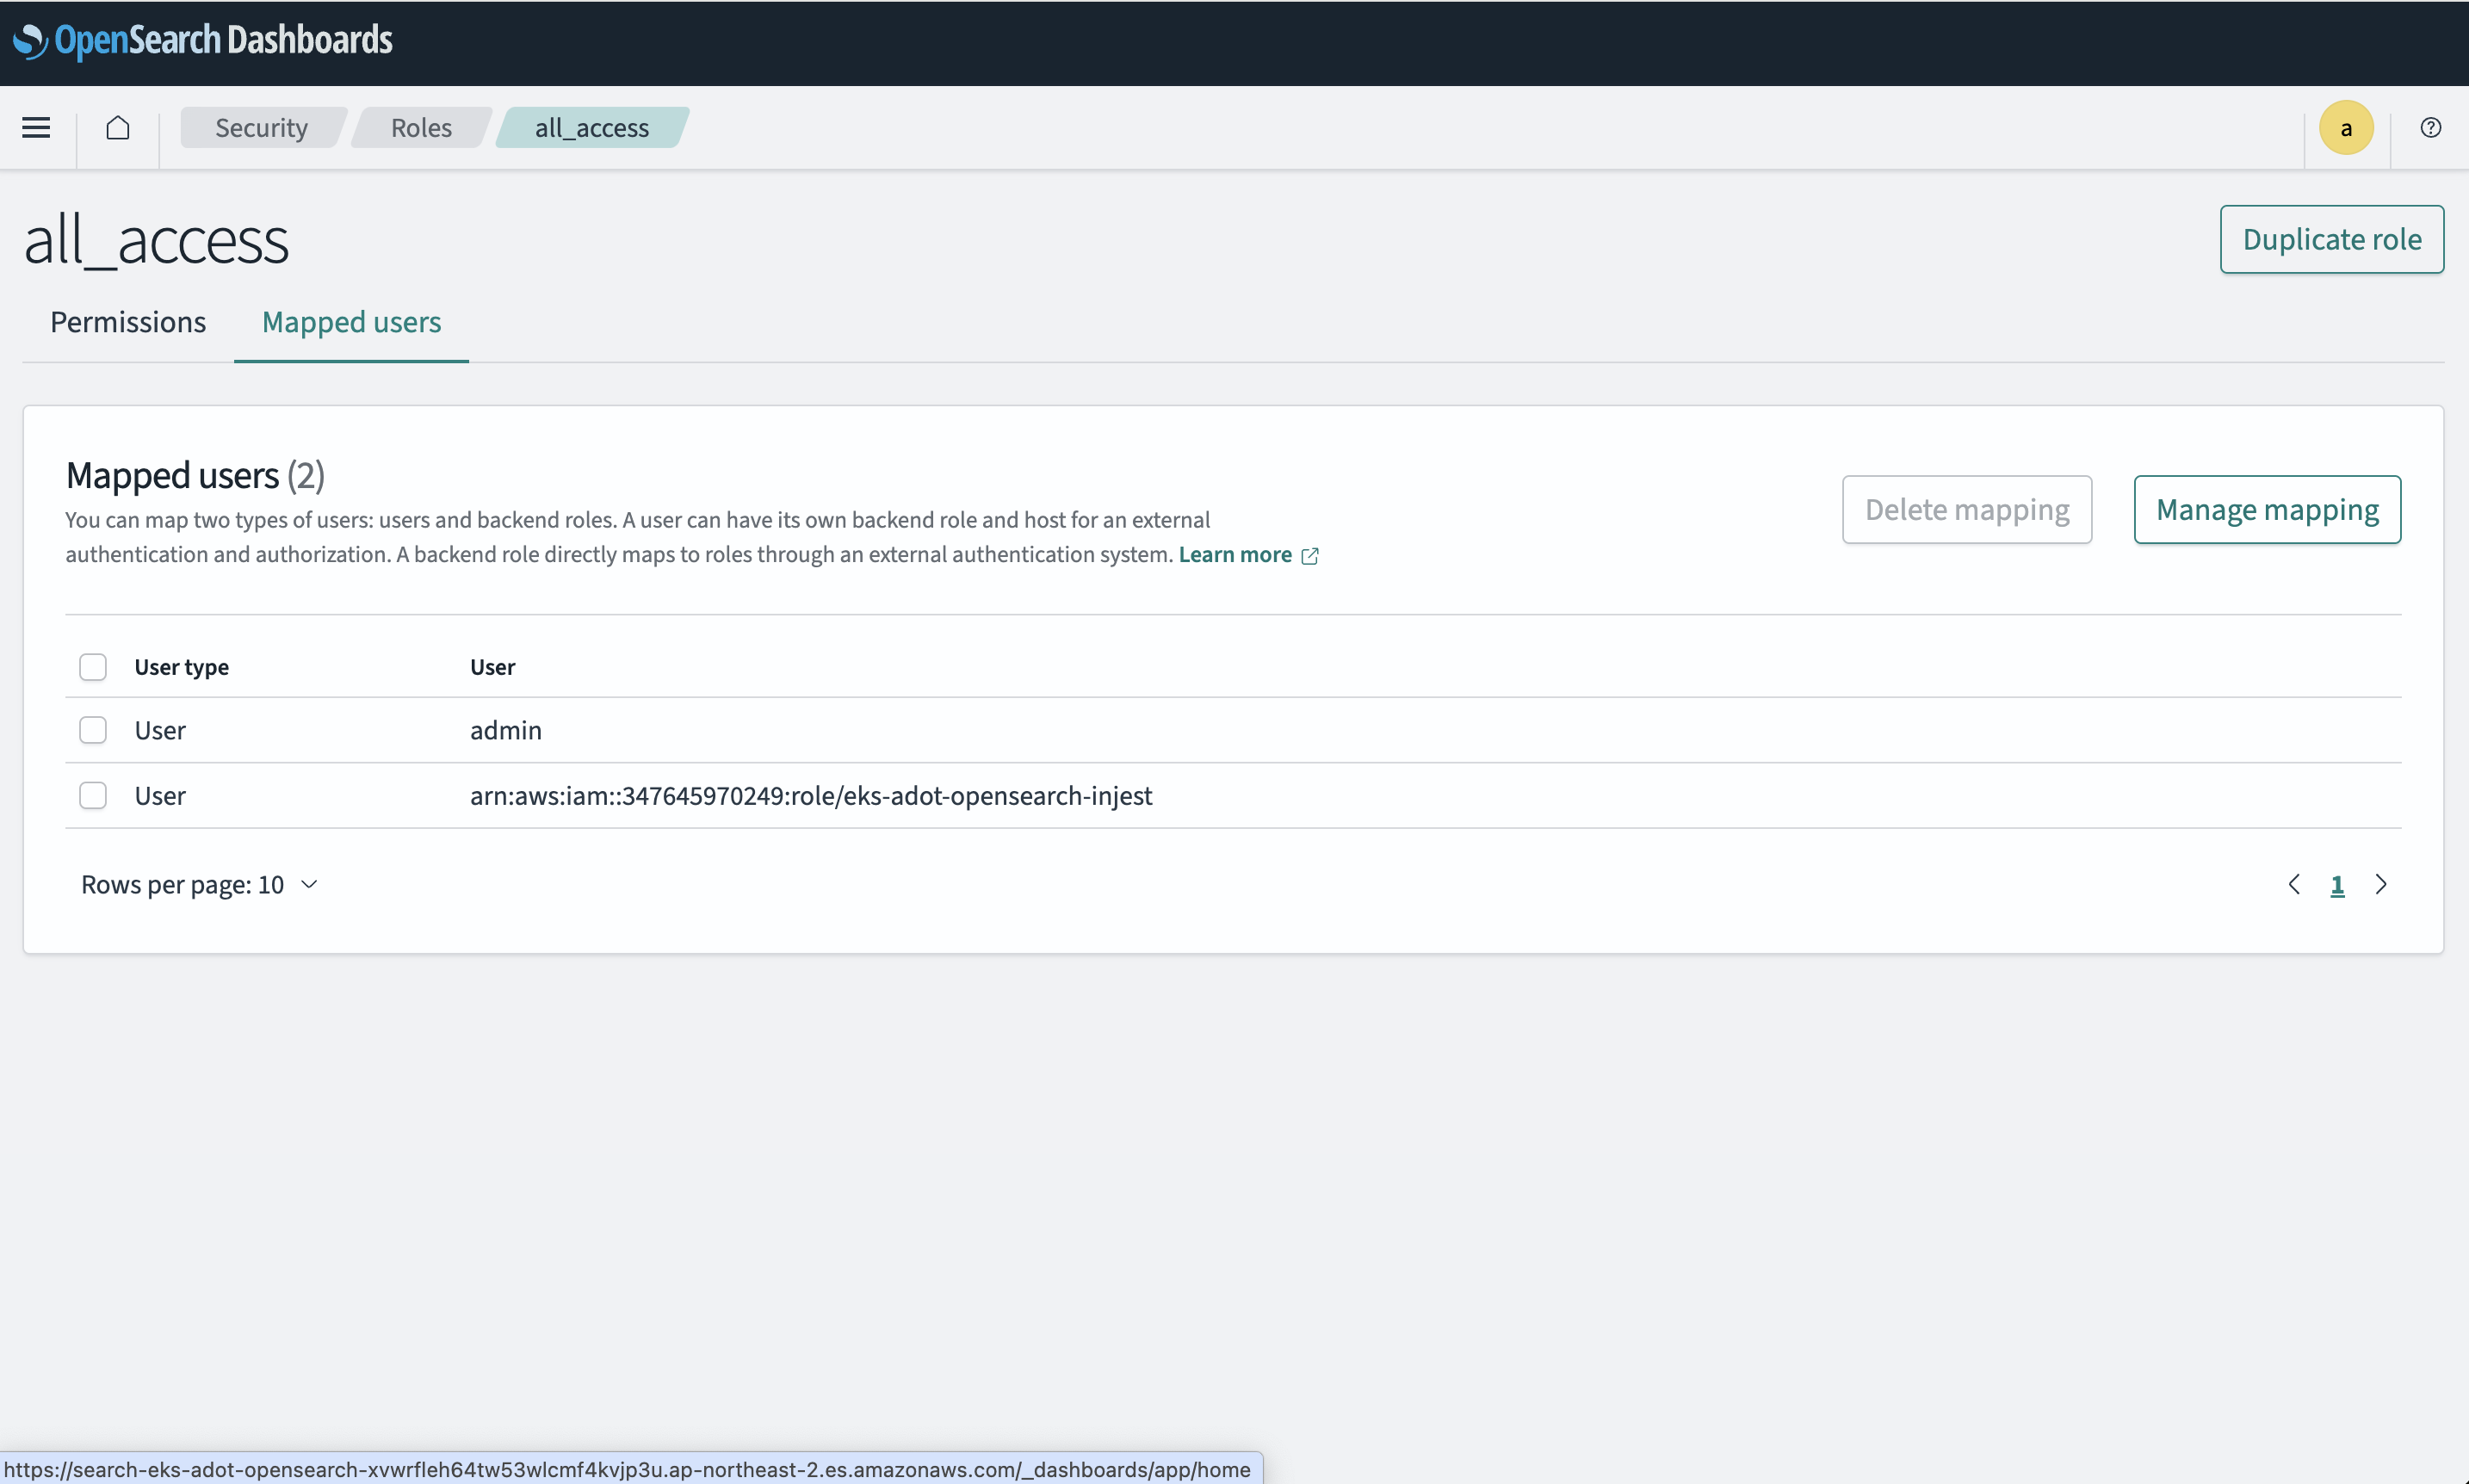 OpenSearch Dashboards
Security Roles all_access a
all_access
Duplicate role
Permissions Mapped users
Mapped users (2)
You can map two types of users: users and backend roles. A user can have its own backend role and host for an external
authentication and authorization. A backend role directly maps to roles through an external authentication system. Learn more
Delete mapping Manage mapping
User type User
User admin
User arn:aws:iam::347645970249:role/eks-adot-opensearch-injest
Rows per page: 10
1
https://search-eks-adot-opensearch-xvwrfleh64tw53wlcmf4kvjp3u.ap-northeast-2.es.amazonaws.com/_dashboards/app/home